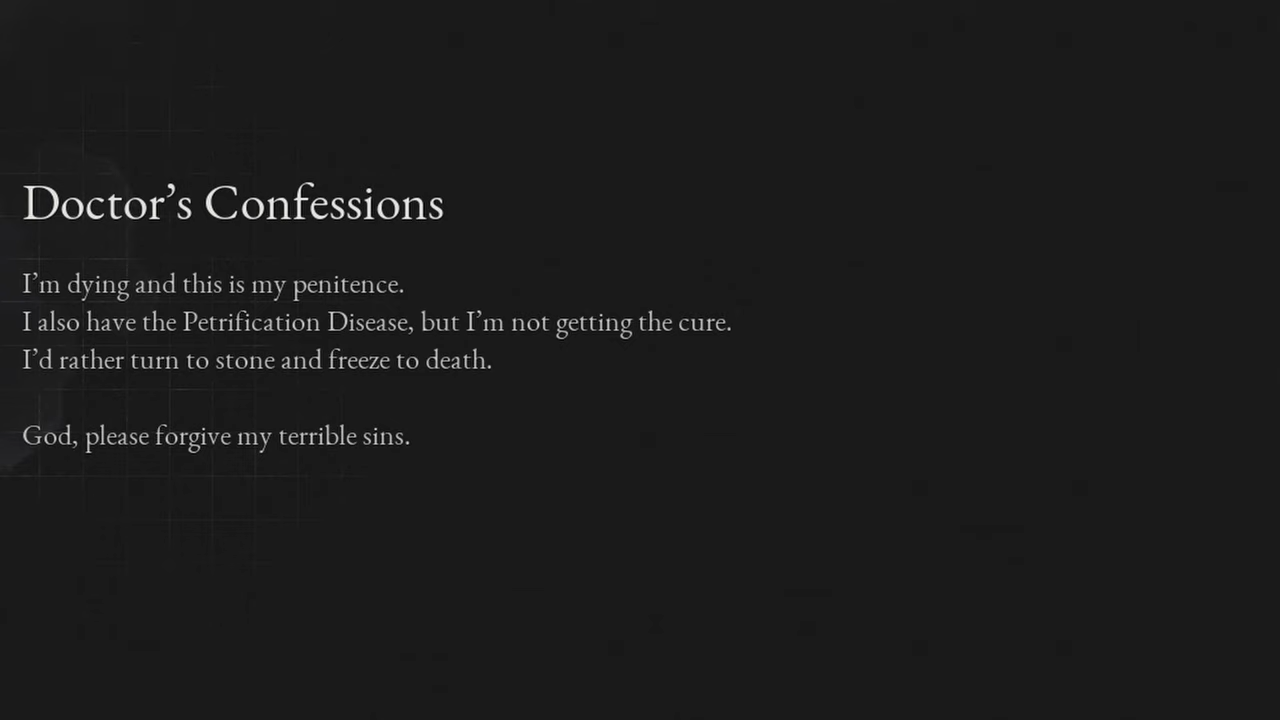 Doctor’s Confessions
I’m dying and this is my penitence.
I also have the Petrification Disease, but I’m not getting the cure.
I’d rather turn to stone and freeze to death.
God, please forgive my terrible sins.